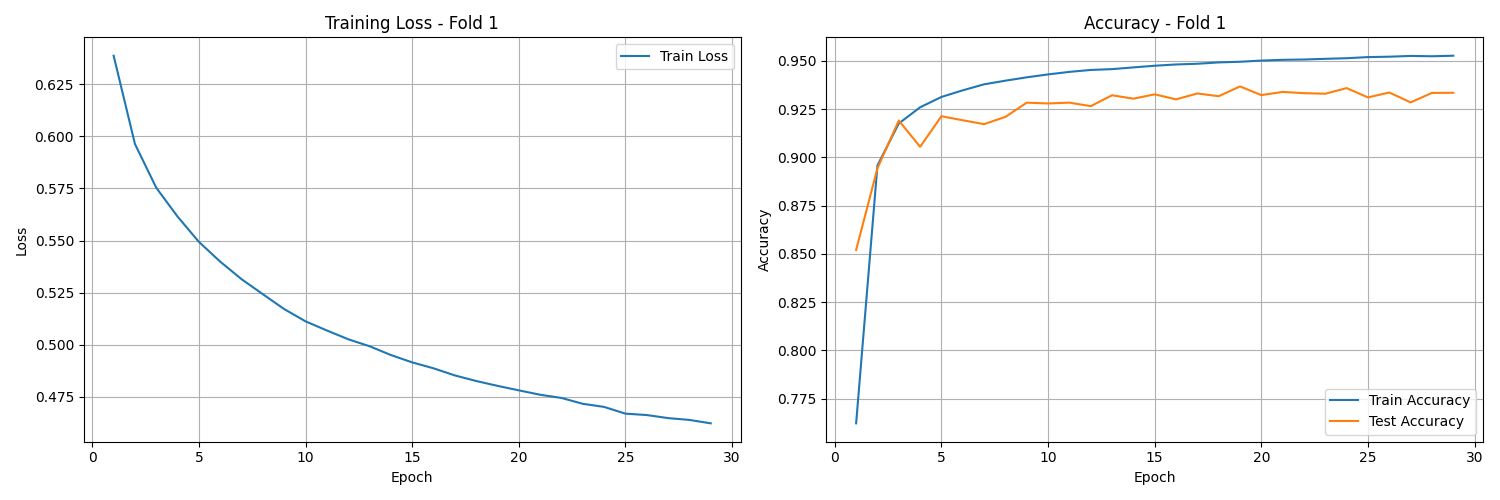 Training Loss - Fold 1
Train Loss
0.625
0.600
0.575
0.550
0.525
0.500
0.475
Loss
0 5 10 15 20 25 30
Epoch
Accuracy - Fold 1
0.950
0.925
0.900
0.875
0.850
0.825
0.800
0.775
Accuracy
Train Accuracy
Test Accuracy
0 5 10 15 20 25 30
Epoch